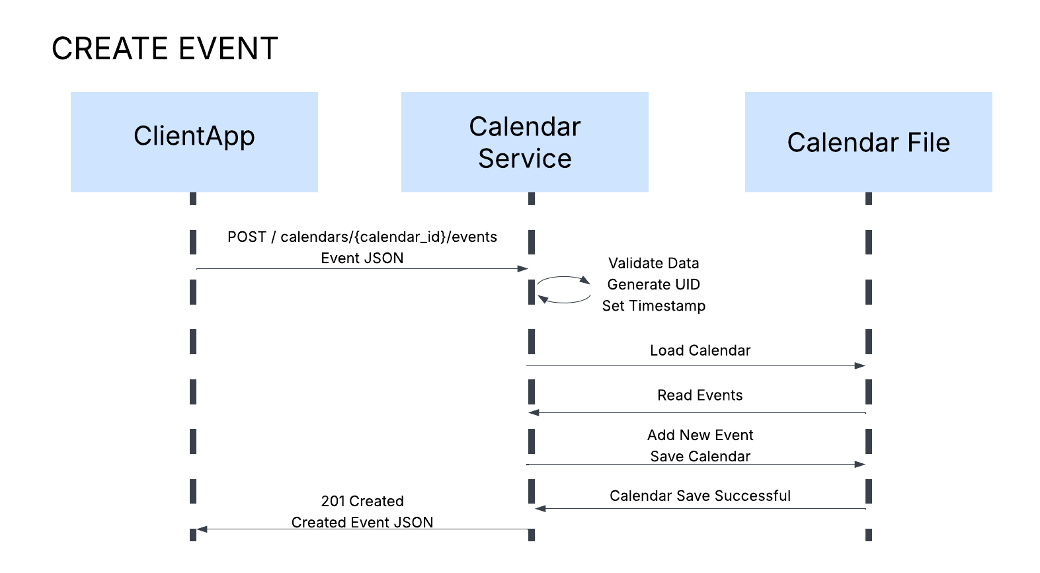 CREATE EVENT
ClientApp
Calendar
Service
Calendar File
POST / calendars/{calendar_id}/events
Event JSON
Validate Data
Generate UID
Set Timestamp
Load Calendar
Read Events
Add New Event
Save Calendar
Calendar Save Successful
201 Created
Created Event JSON